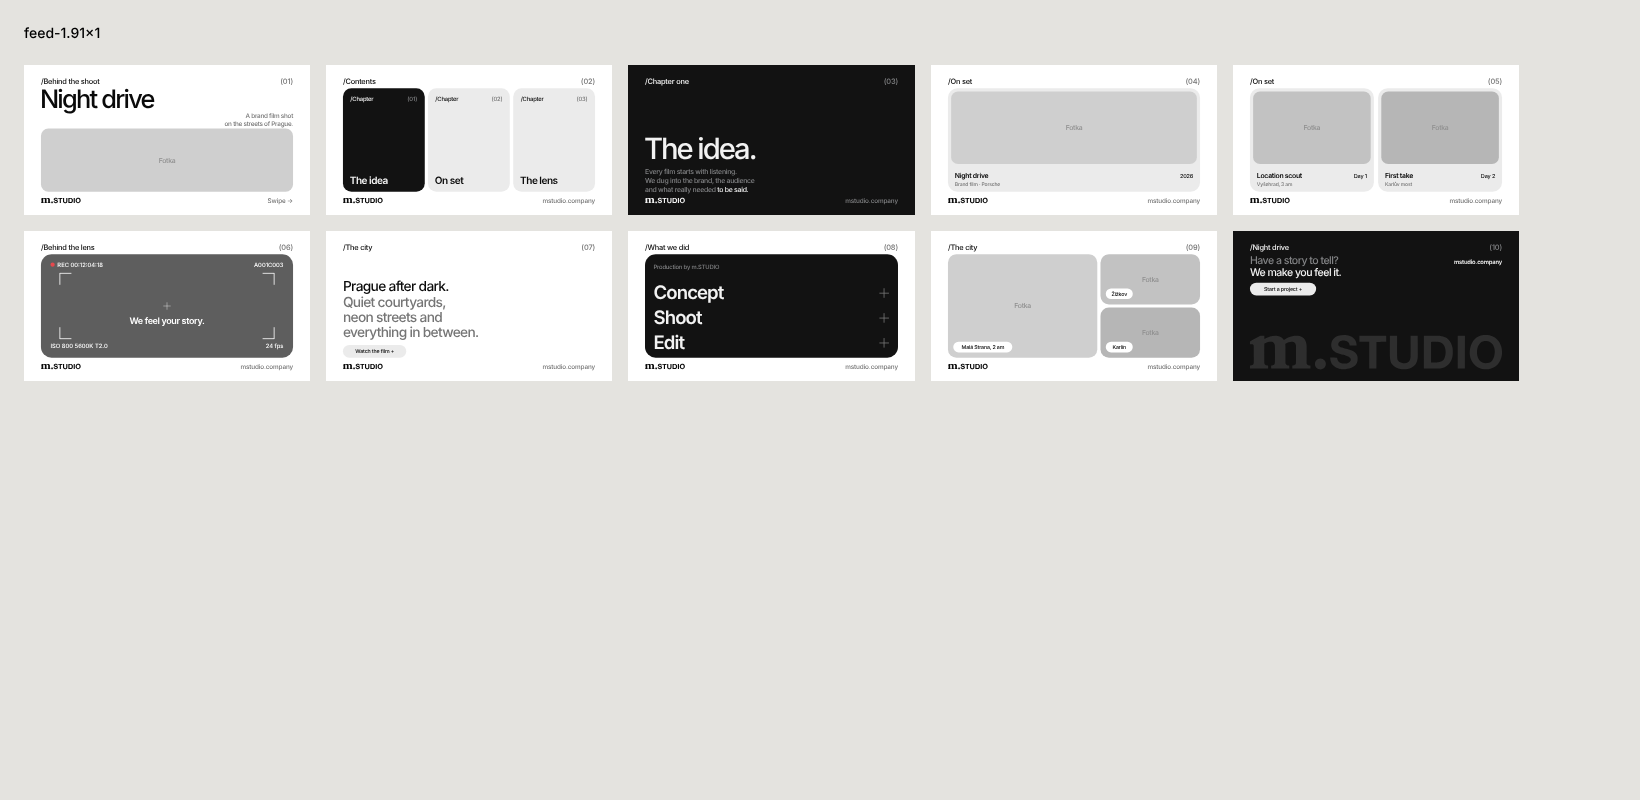 feed-1.91×1
/Behind the shoot (01)
Night drive
A brand film shot
on the streets of Prague.
Fotka
m.STUDIO Swipe →
/Contents (02)
/Chapter (01)
The idea
/Chapter (02)
On set
/Chapter (03)
The lens
m.STUDIO mstudio.company
/Chapter one (03)
The idea.
Every film starts with listening.
We dug into the brand, the audience
and what really needed to be said.
m.STUDIO mstudio.company
/On set (04)
Fotka
Night drive 2028
Brand film · Porsche
m.STUDIO mstudio.company
/On set (05)
Fotka
Location scout Day 1
Vyšehrad, 3 am
Fotka
First take Day 2
Karlův most
m.STUDIO mstudio.company
/Behind the lens (06)
REC 00:12:04:18 A001C003
+
We feel your story.
ISO 800 5600K T2.0 24 fps
m.STUDIO mstudio.company
/The city (07)
Prague after dark.
Quiet courtyards,
neon streets and
everything in between.
Watch the film +
m.STUDIO mstudio.company
/What we did (08)
Production by m.STUDIO
Concept +
Shoot +
Edit +
m.STUDIO mstudio.company
/The city (09)
Fotka
Malá Strana, 2 am
Fotka
Žižkov
Fotka
Karlín
m.STUDIO mstudio.company
/Night drive (10)
Have a story to tell?
We make you feel it.
mstudio.company
Start a project +
m.STUDIO